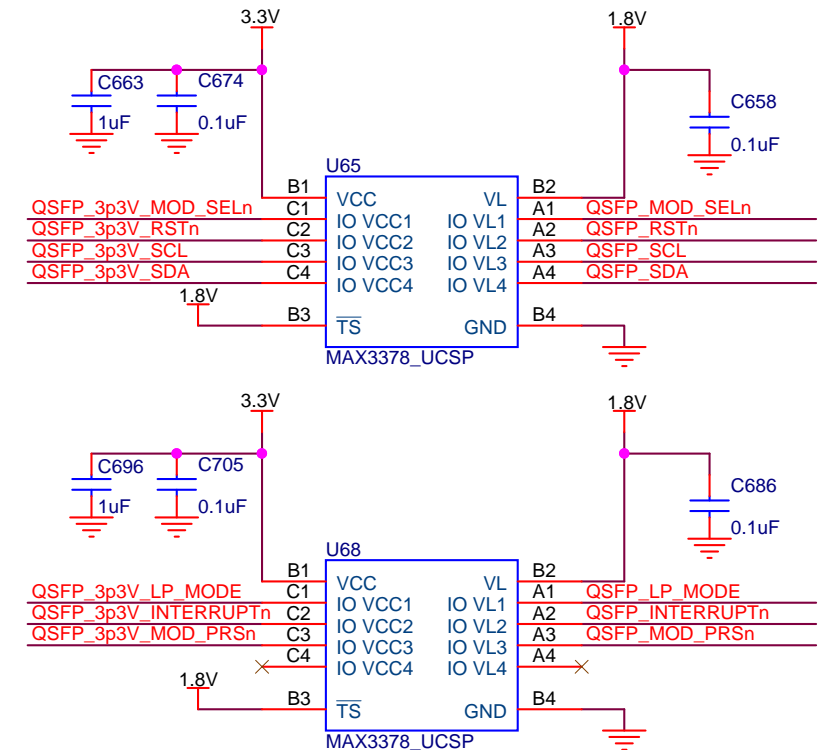 3.3V 1.8V
C663 C674 C658
1uF 0.1uF 0.1uF
U65
B1 VCC VL B2
QSFP_3p3V_MOD_SELn C1 IO VCC1 IO VL1 A1 QSFP_MOD_SELn
QSFP_3p3V_RSTn C2 IO VCC2 IO VL2 A2 QSFP_RSTn
QSFP_3p3V_SCL C3 IO VCC3 IO VL3 A3 QSFP_SCL
QSFP_3p3V_SDA C4 IO VCC4 IO VL4 A4 QSFP_SDA
1.8V
B3 TS GND B4
MAX3378_UCSP
3.3V 1.8V
C696 C705 C686
1uF 0.1uF 0.1uF
U68
B1 VCC VL B2
QSFP_3p3V_LP_MODE C1 IO VCC1 IO VL1 A1 QSFP_LP_MODE
QSFP_3p3V_INTERRUPTn C2 IO VCC2 IO VL2 A2 QSFP_INTERRUPTn
QSFP_3p3V_MOD_PRSn C3 IO VCC3 IO VL3 A3 QSFP_MOD_PRSn
C4 IO VCC4 IO VL4 A4
1.8V
B3 TS GND B4
MAX3378_UCSP